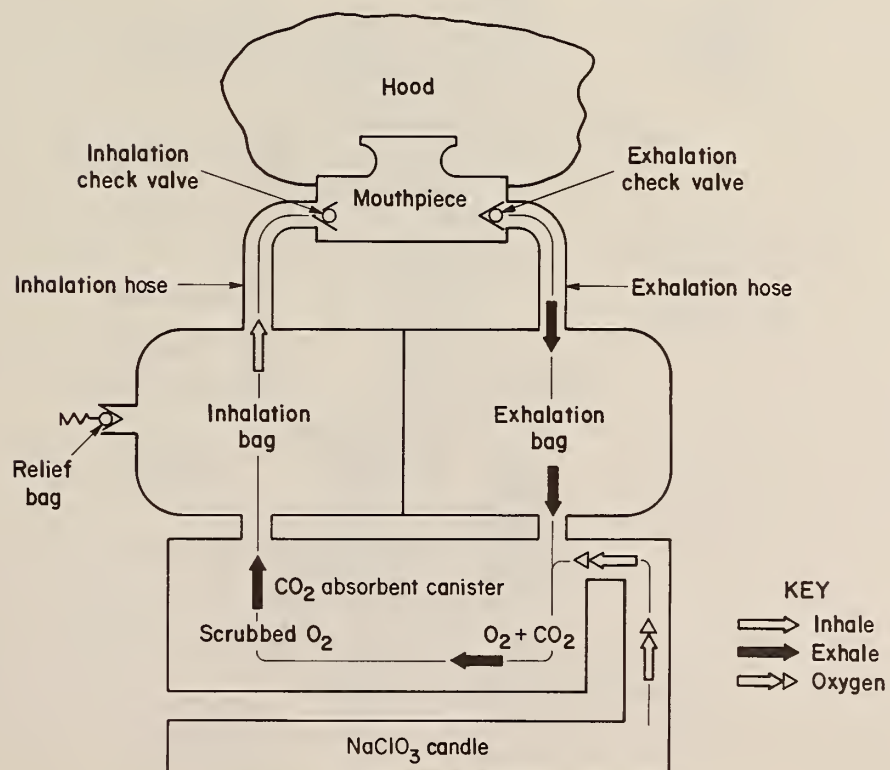 Hood
Inhalation
check valve
Exhalation
check valve
Mouthpiece
Inhalation hose
Exhalation hose
Inhalation
bag
Exhalation
bag
Relief
bag
CO₂ absorbent canister
Scrubbed O₂
O₂ + CO₂
KEY
Inhale
Exhale
Oxygen
NaClO₃ candle